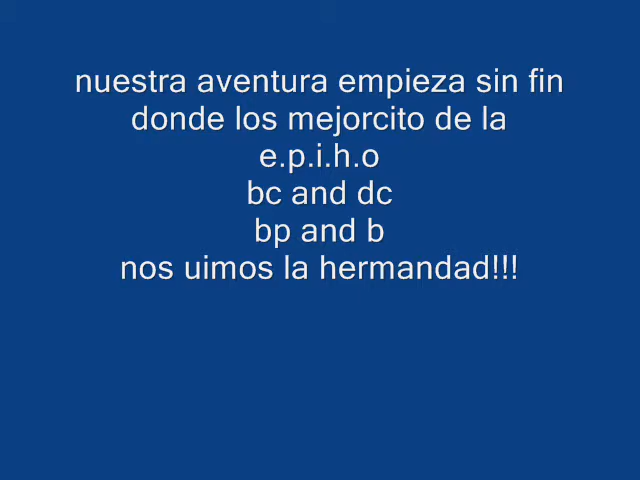 nuestra aventura empieza sin fin
donde los mejorcito de la
e.p.i.h.o
bc and dc
bp and b
nos uimos la hermandad!!!